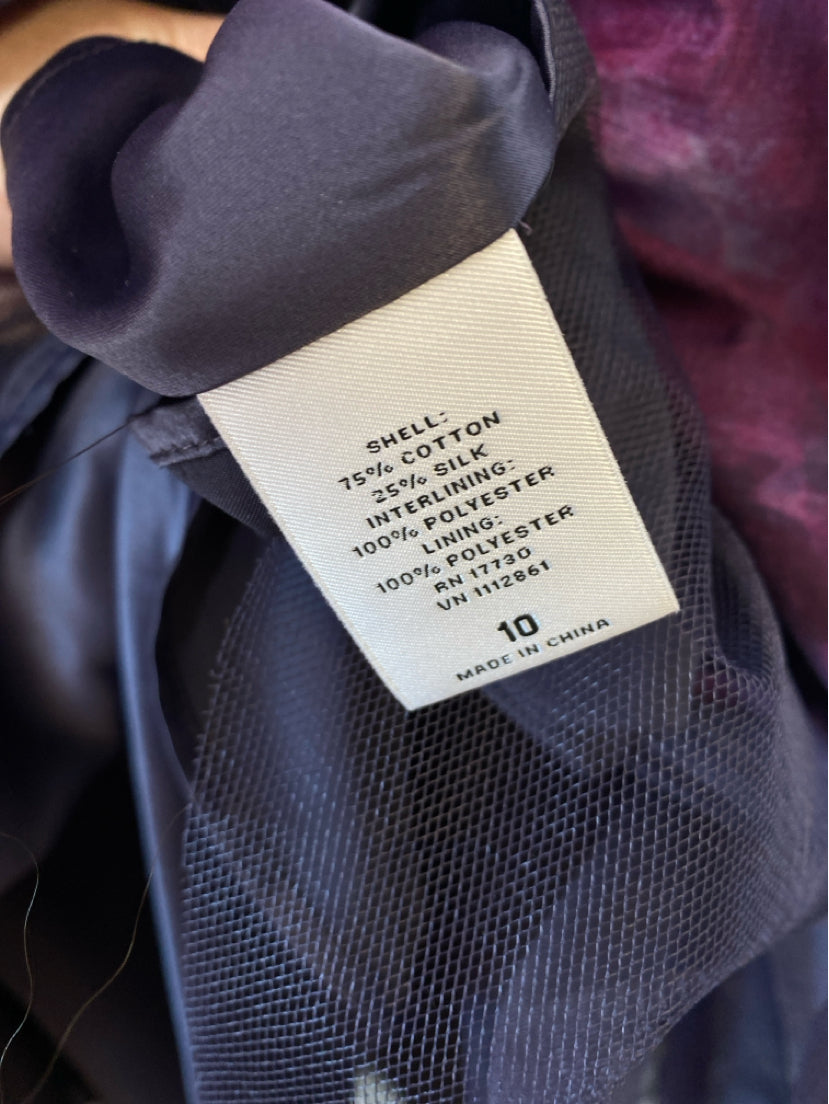 SHELL:
75% COTTON
25% SILK
INTERLINING:
100% POLYESTER
LINING:
100% POLYESTER
RN 17730
VN 1112861
10
MADE IN CHINA